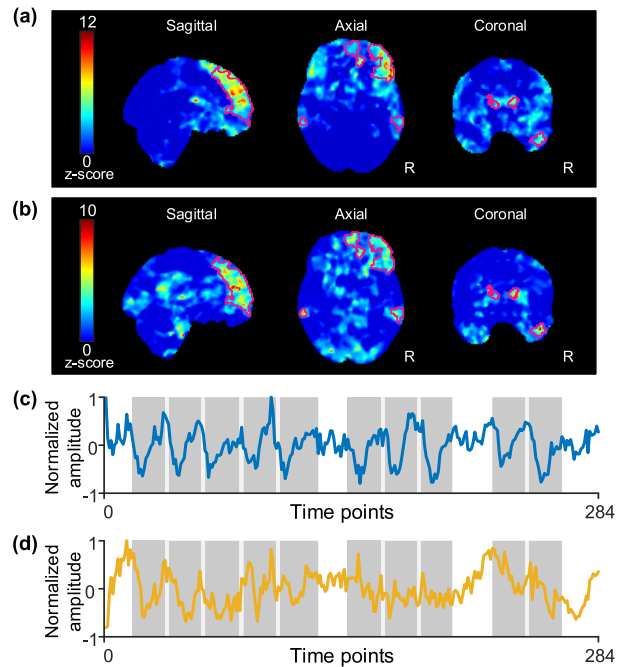 (a)
12
Sagittal
Axial
Coronal
0
z-score
R
R
(b)
10
Sagittal
Axial
Coronal
0
z-score
R
R
(c)
Normalized
amplitude
1
0
-1
0
Time points
284
(d)
Normalized
amplitude
1
0
-1
0
Time points
284